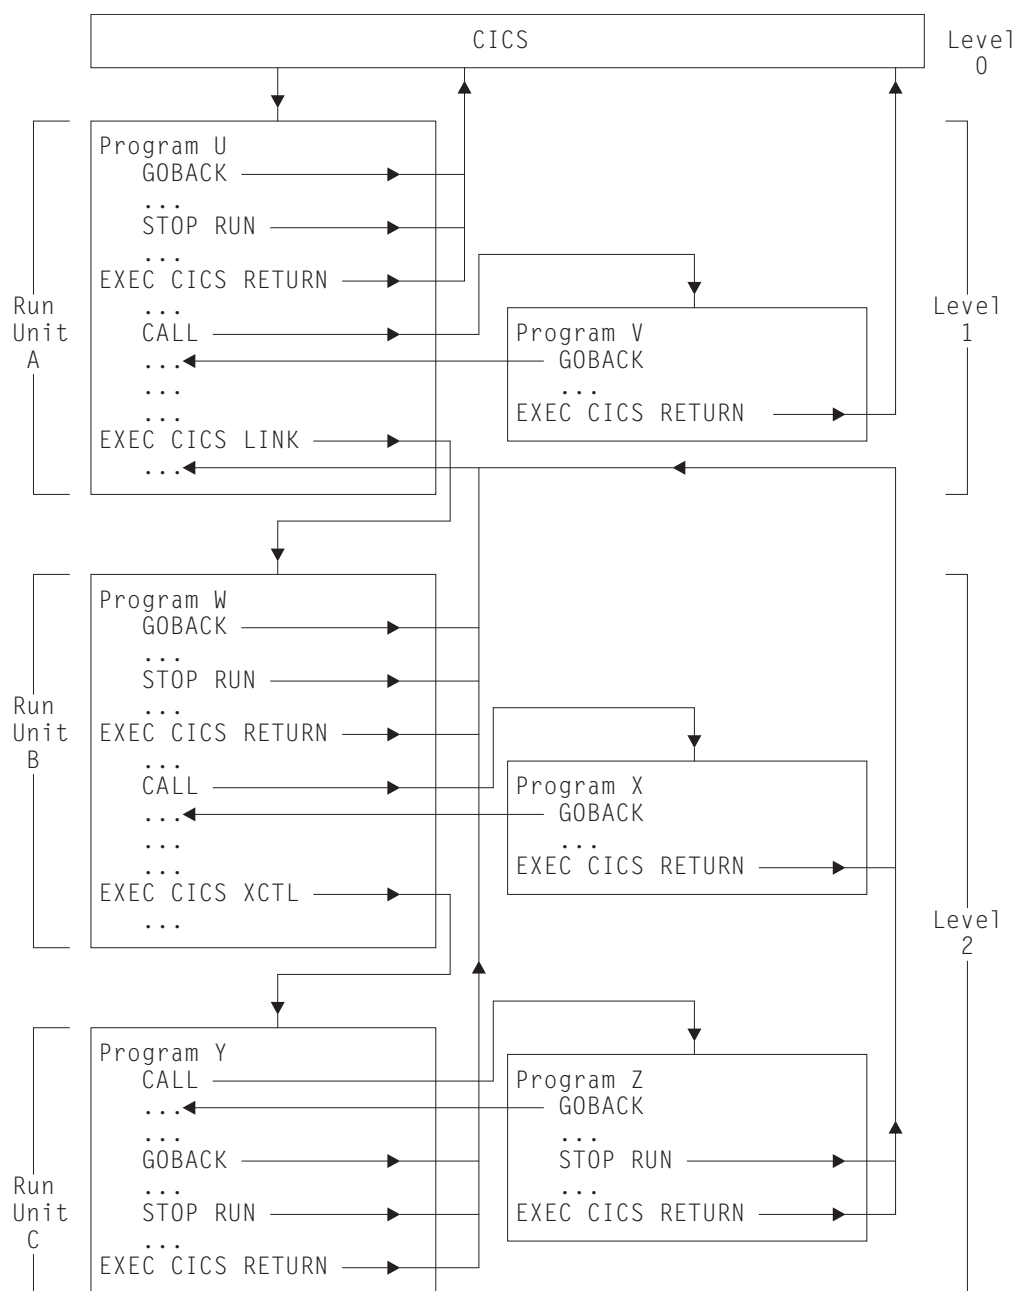 CICS
Level
0
Program U
GOBACK
...
STOP RUN
...
EXEC CICS RETURN
...
CALL
...
...
...
EXEC CICS LINK
...
Run
Unit
A
Program V
GOBACK
...
EXEC CICS RETURN
Level
1
Program W
GOBACK
...
STOP RUN
...
EXEC CICS RETURN
...
CALL
...
...
...
EXEC CICS XCTL
...
Run
Unit
B
Program X
GOBACK
...
EXEC CICS RETURN
Level
2
Program Y
CALL
...
...
GOBACK
...
STOP RUN
...
EXEC CICS RETURN
Run
Unit
C
Program Z
GOBACK
...
STOP RUN
...
EXEC CICS RETURN